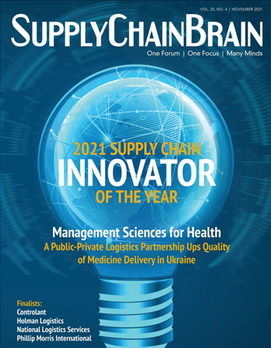 VOL. 25, NO. 4 | NOVEMBER 2021
SUPPLYCHAINBRAIN
One Forum | One Focus | Many Minds
2021 SUPPLY CHAIN
INNOVATOR
OF THE YEAR
Management Sciences for Health
A Public-Private Logistics Partnership Ups Quality
of Medicine Delivery in Ukraine
Finalists:
Controlant
Holman Logistics
National Logistics Services
Phillip Morris International